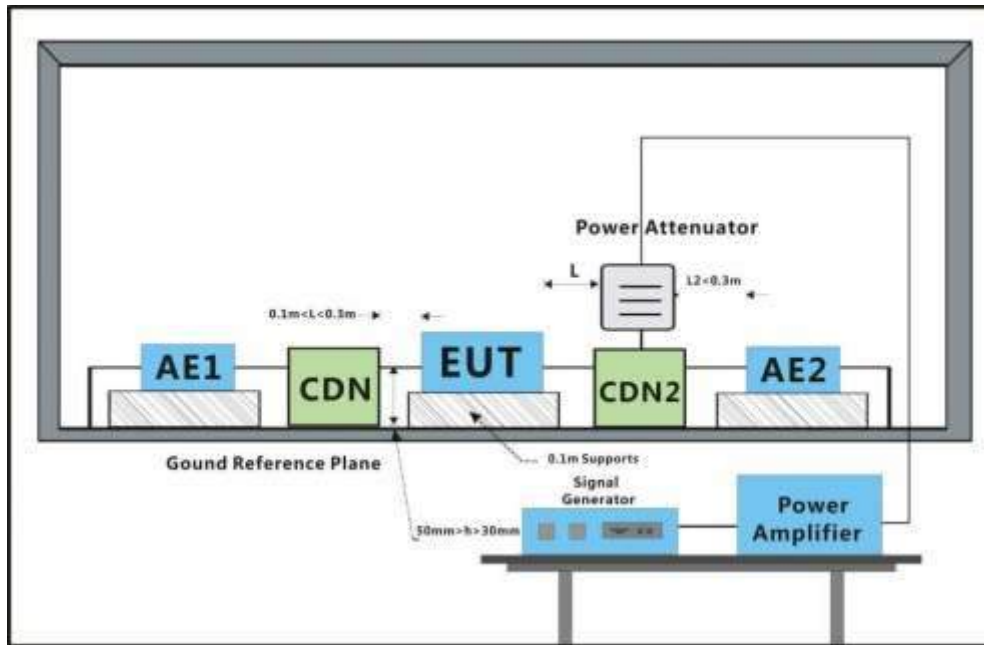 Power Attenuator
L
L2<0.3m
0.1m<L<0.3m
AE1
CDN
EUT
CDN2
AE2
Gound Reference Plane
0.1m Supports
Signal
Generator
50mm>h>30mm
Power
Amplifier